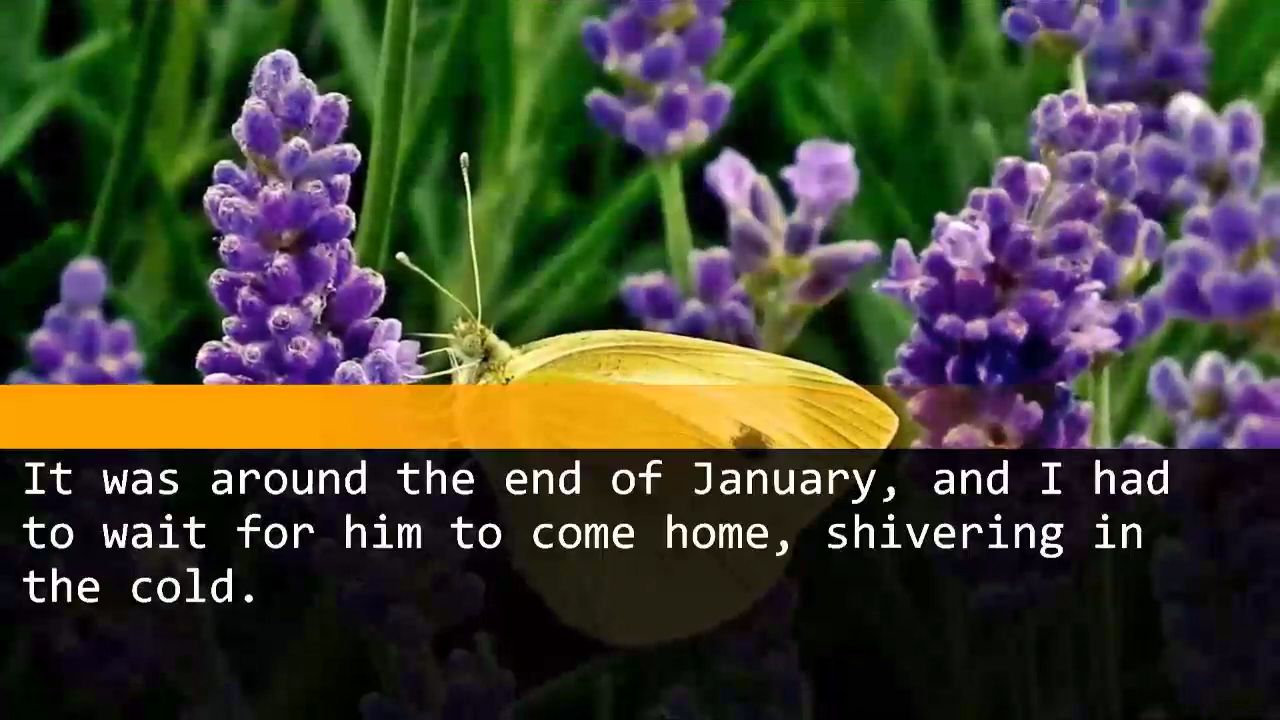 It was around the end of January, and I had
to wait for him to come home, shivering in
the cold.